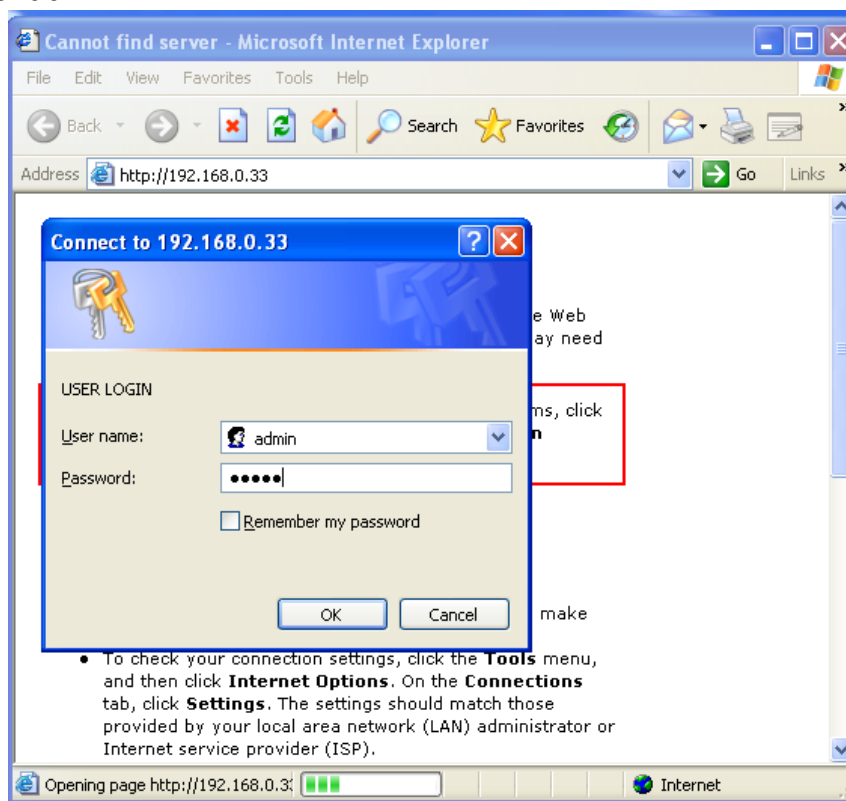 Cannot find server - Microsoft Internet Explorer
File Edit View Favorites Tools Help
Back Search Favorites
Address http://192.168.0.33 Go Links
Connect to 192.168.0.33
e Web
ay need
USER LOGIN
ms, click
User name: admin
n
Password: •••••
Remember my password
OK Cancel
make
• To check your connection settings, click the Tools menu,
and then click Internet Options. On the Connections
tab, click Settings. The settings should match those
provided by your local area network (LAN) administrator or
Internet service provider (ISP).
Opening page http://192.168.0.3 Internet